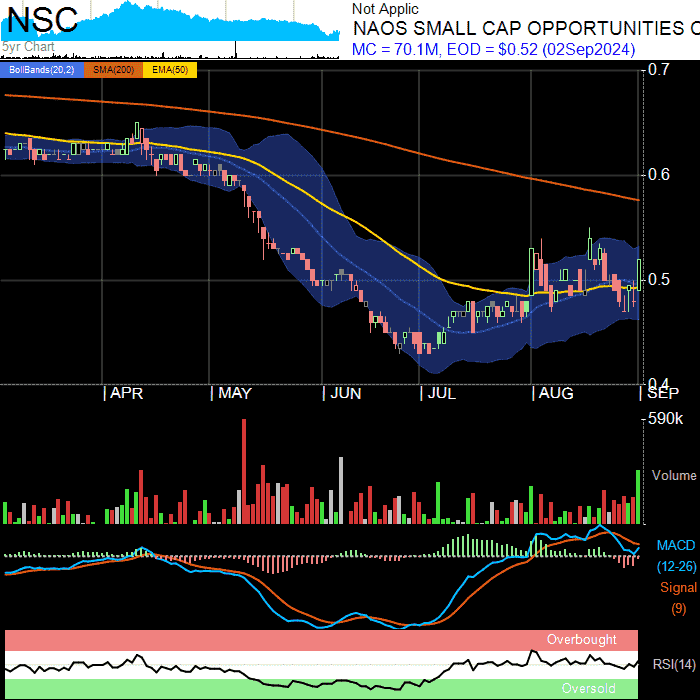 NSC
5yr Chart
Not Applic
NAOS SMALL CAP OPPORTUNITIES C
MC = 70.1M, EOD = $0.52 (02Sep2024)
BollBands(20,2) SMA(200) EMA(50)
0.7
0.6
0.5
0.4
APR MAY JUN JUL AUG SEP
590k
Volume
MACD
(12-26)
Signal
(9)
Overbought
RSI(14)
Oversold